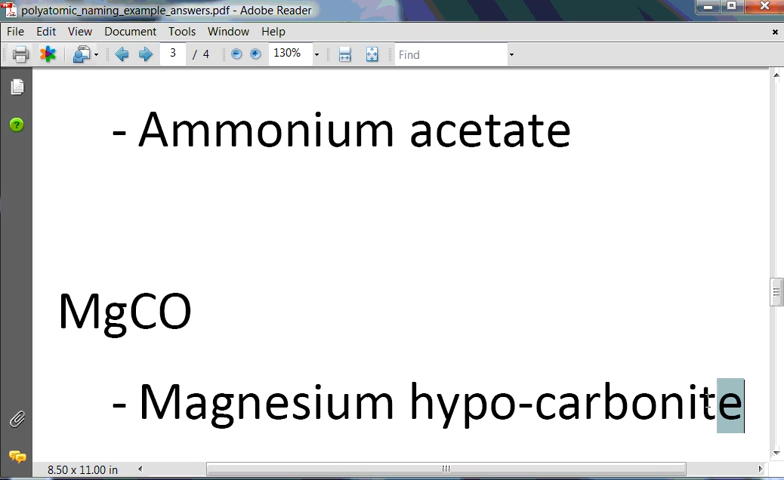 polyatomic_naming_example_answers.pdf - Adobe Reader
File Edit View Document Tools Window Help
3 / 4 130% Find
- Ammonium acetate
MgCO
- Magnesium hypo-carbonite
8.50 x 11.00 in